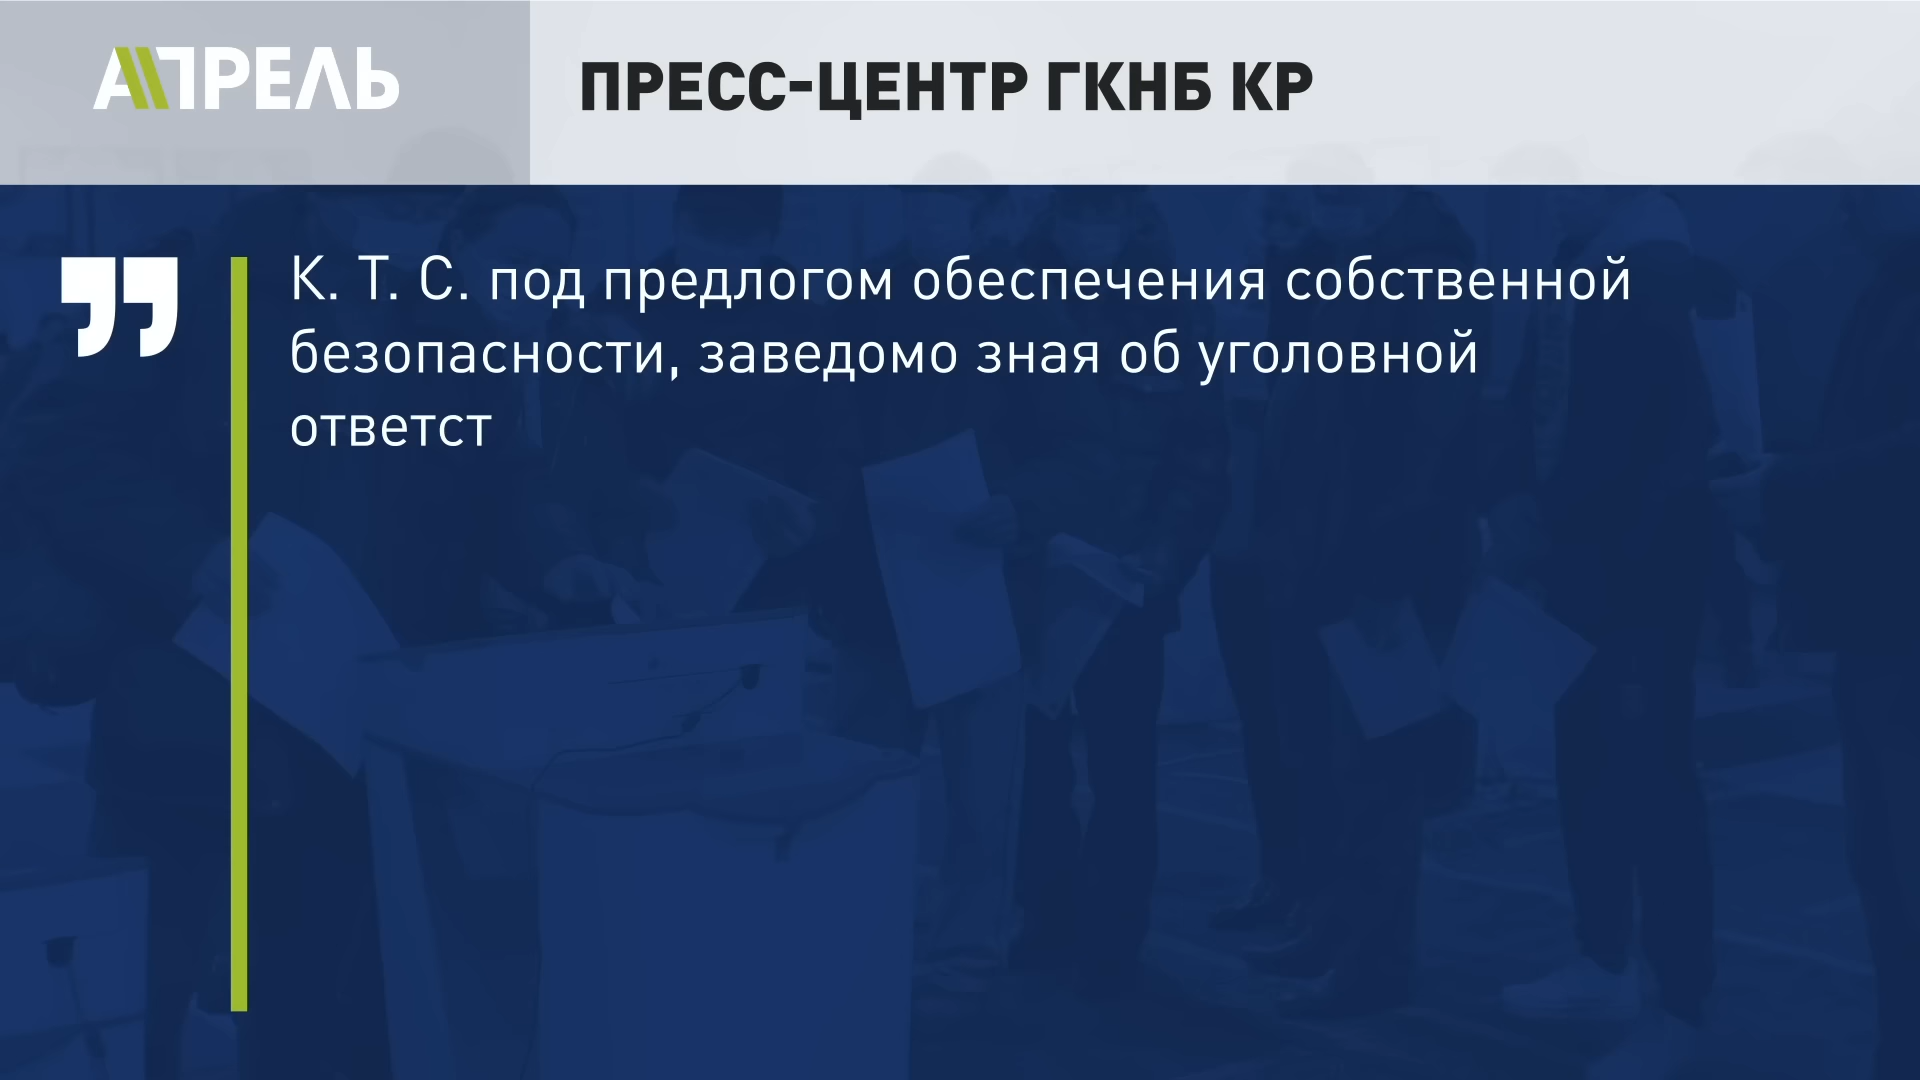 АПРЕЛЬ
ПРЕСС-ЦЕНТР ГКНБ КР
К. Т. С. под предлогом обеспечения собственной
безопасности, заведомо зная об уголовной
ответст